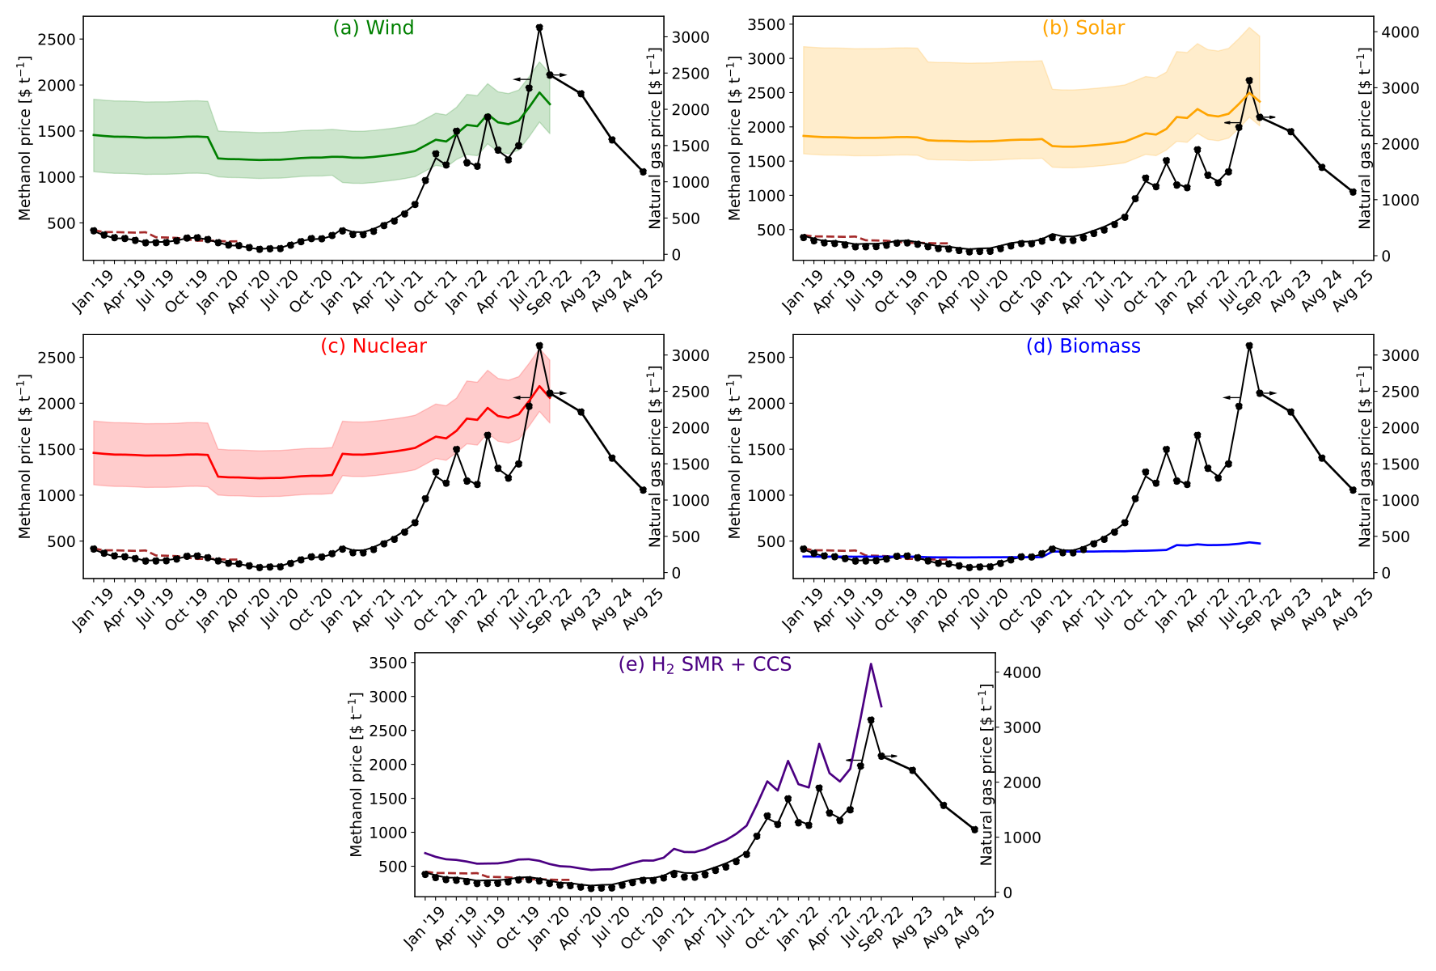 (a) Wind
Methanol price [$ t⁻¹]
2500
2000
1500
1000
500
Natural gas price [$ t⁻¹]
3000
2500
2000
1500
1000
500
0
Jan '19
Apr '19
Jul '19
Oct '19
Jan '20
Apr '20
Jul '20
Oct '20
Jan '21
Apr '21
Jul '21
Oct '21
Jan '22
Apr '22
Jul '22
Sep '22
Avg 23
Avg 24
Avg 25
(b) Solar
Methanol price [$ t⁻¹]
3500
3000
2500
2000
1500
1000
500
Natural gas price [$ t⁻¹]
4000
3000
2000
1000
0
Jan '19
Apr '19
Jul '19
Oct '19
Jan '20
Apr '20
Jul '20
Oct '20
Jan '21
Apr '21
Jul '21
Oct '21
Jan '22
Apr '22
Jul '22
Sep '22
Avg 23
Avg 24
Avg 25
(c) Nuclear
Methanol price [$ t⁻¹]
2500
2000
1500
1000
500
Natural gas price [$ t⁻¹]
3000
2500
2000
1500
1000
500
0
Jan '19
Apr '19
Jul '19
Oct '19
Jan '20
Apr '20
Jul '20
Oct '20
Jan '21
Apr '21
Jul '21
Oct '21
Jan '22
Apr '22
Jul '22
Sep '22
Avg 23
Avg 24
Avg 25
(d) Biomass
Methanol price [$ t⁻¹]
2500
2000
1500
1000
500
Natural gas price [$ t⁻¹]
3000
2500
2000
1500
1000
500
0
Jan '19
Apr '19
Jul '19
Oct '19
Jan '20
Apr '20
Jul '20
Oct '20
Jan '21
Apr '21
Jul '21
Oct '21
Jan '22
Apr '22
Jul '22
Sep '22
Avg 23
Avg 24
Avg 25
(e) H₂ SMR + CCS
Methanol price [$ t⁻¹]
3500
3000
2500
2000
1500
1000
500
Natural gas price [$ t⁻¹]
4000
3000
2000
1000
0
Jan '19
Apr '19
Jul '19
Oct '19
Jan '20
Apr '20
Jul '20
Oct '20
Jan '21
Apr '21
Jul '21
Oct '21
Jan '22
Apr '22
Jul '22
Sep '22
Avg 23
Avg 24
Avg 25